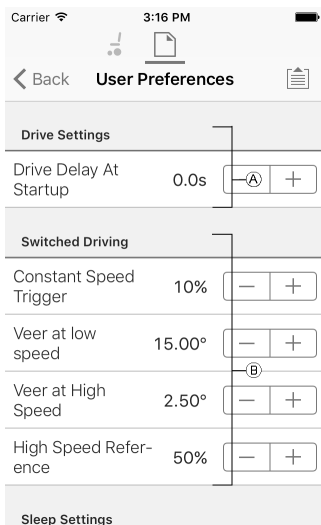 Carrier 3:16 PM
Back User Preferences
Drive Settings
Drive Delay At
Startup
0.0s
A
Switched Driving
Constant Speed
Trigger
10%
Veer at low
speed
15.00°
Veer at High
Speed
2.50°
B
High Speed Refer-
ence
50%
Sleep Settings